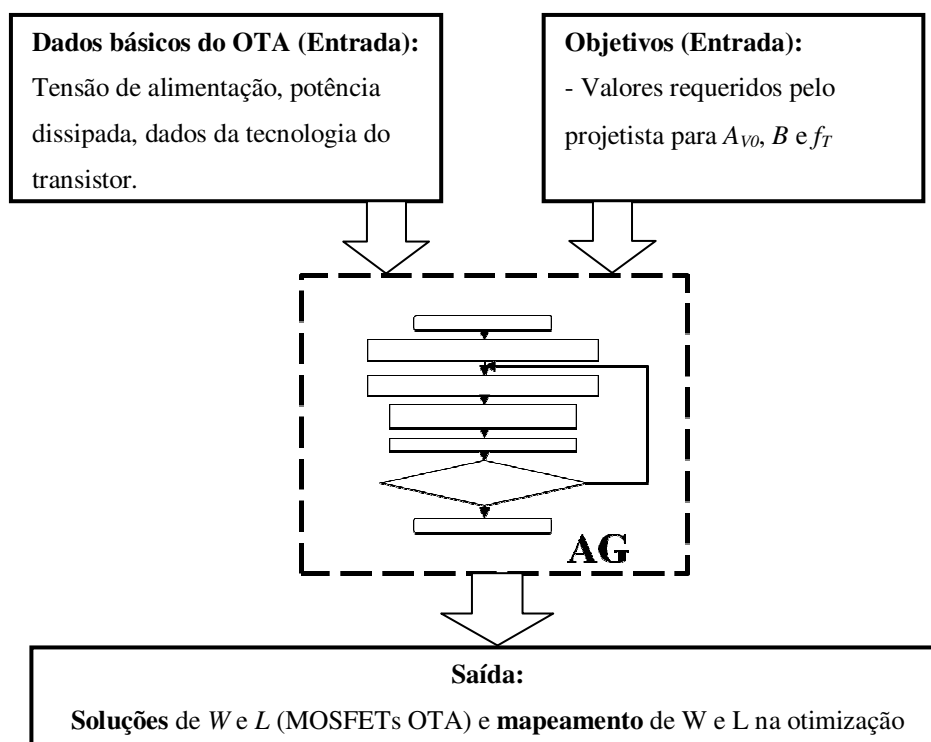 Dados básicos do OTA (Entrada):
Tensão de alimentação, potência
dissipada, dados da tecnologia do
transistor.
Objetivos (Entrada):
- Valores requeridos pelo
projetista para AV0, B e fT
AG
Saída:
Soluções de W e L (MOSFETs OTA) e mapeamento de W e L na otimização